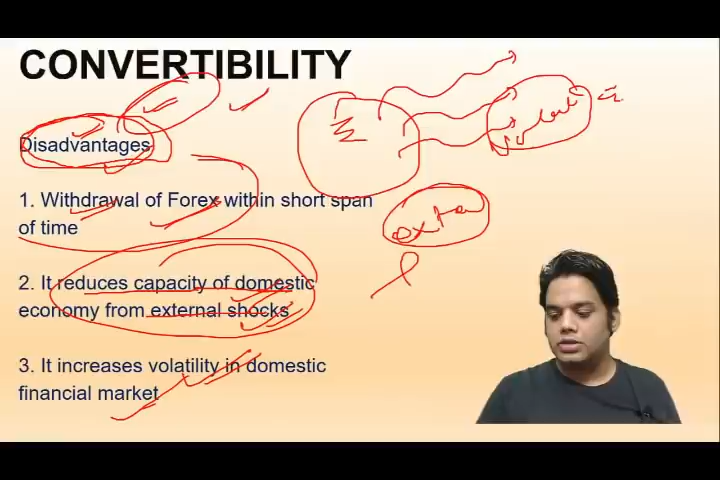 CONVERTIBILITY
Disadvantages
1. Withdrawal of Forex within short span
of time
2. It reduces capacity of domestic
economy from external shocks
3. It increases volatility in domestic
financial market